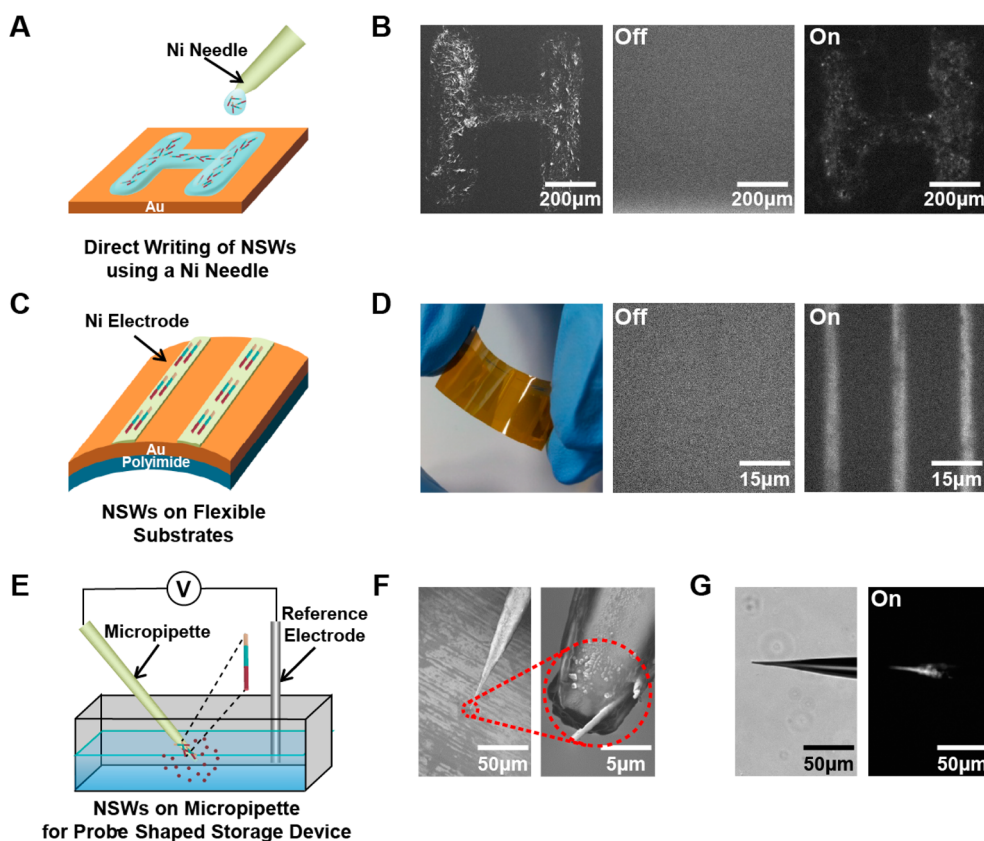 A
Ni Needle
Au
Direct Writing of NSWs
using a Ni Needle
B
200μm
Off
200μm
On
200μm
C
Ni Electrode
Au
Polyimide
NSWs on Flexible
Substrates
D
Off
15μm
On
15μm
E
V
Micropipette
Reference
Electrode
NSWs on Micropipette
for Probe Shaped Storage Device
F
50μm
5μm
G
50μm
On
50μm